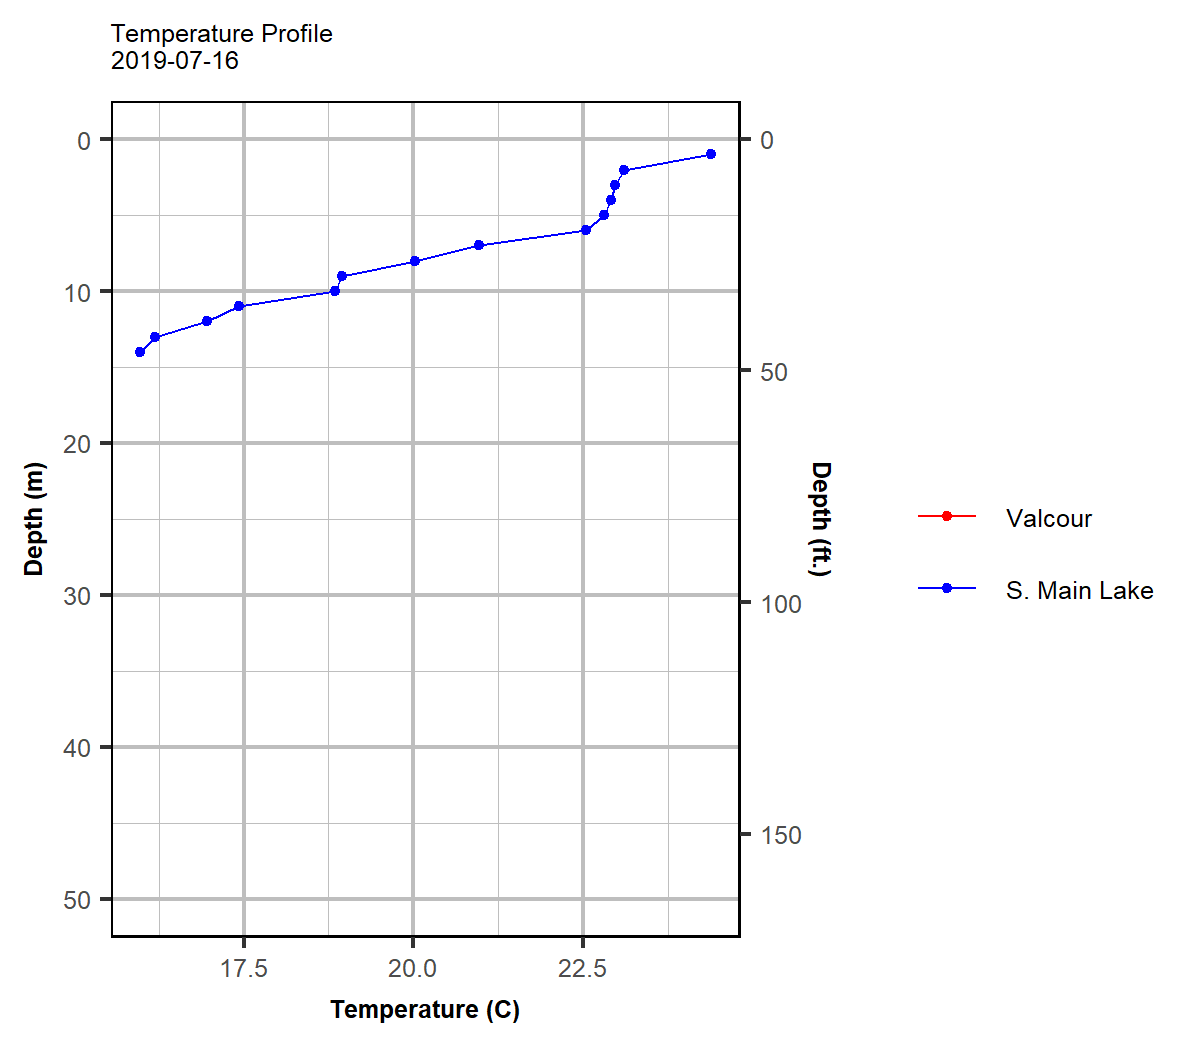 Temperature Profile
2019-07-16
0
10
20
30
40
50
Depth (m)
0
50
100
150
Depth (ft.)
17.5
20.0
22.5
Temperature (C)
Valcour
S. Main Lake